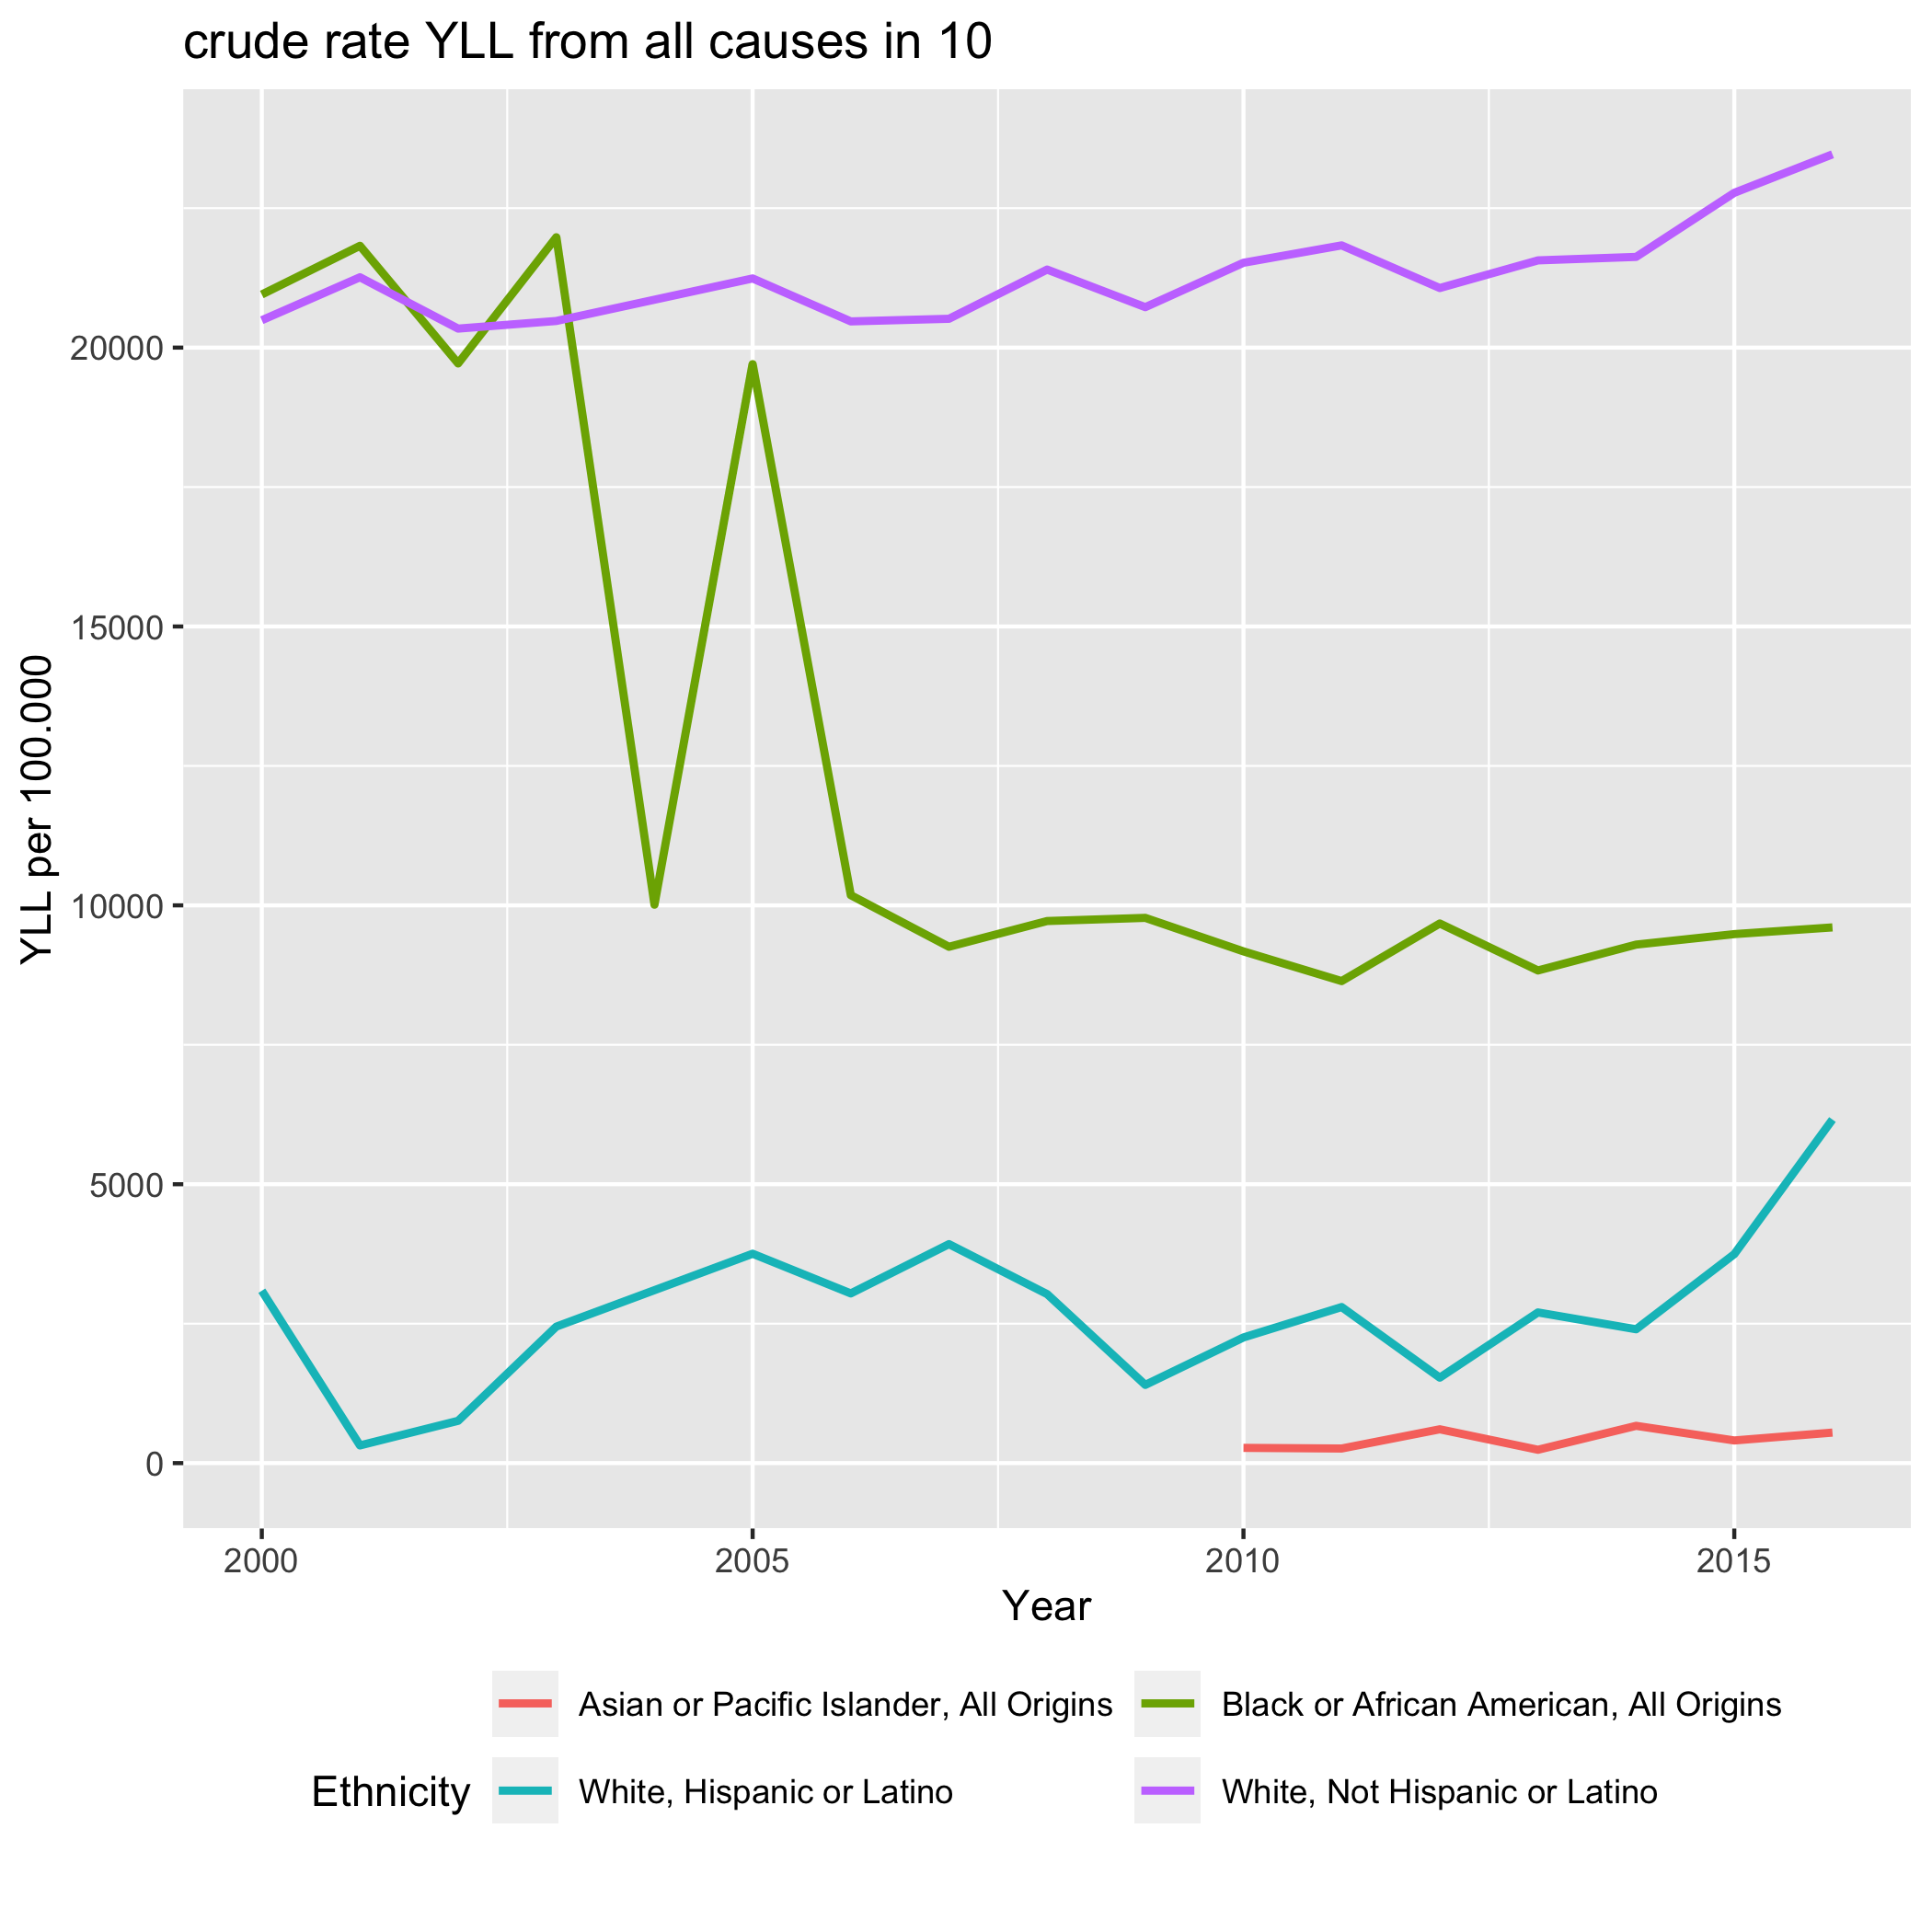 crude rate YLL from all causes in 10
YLL per 100.000
20000
15000
10000
5000
0
2000 2005 2010 2015
Year
Ethnicity
Asian or Pacific Islander, All Origins
Black or African American, All Origins
White, Hispanic or Latino
White, Not Hispanic or Latino